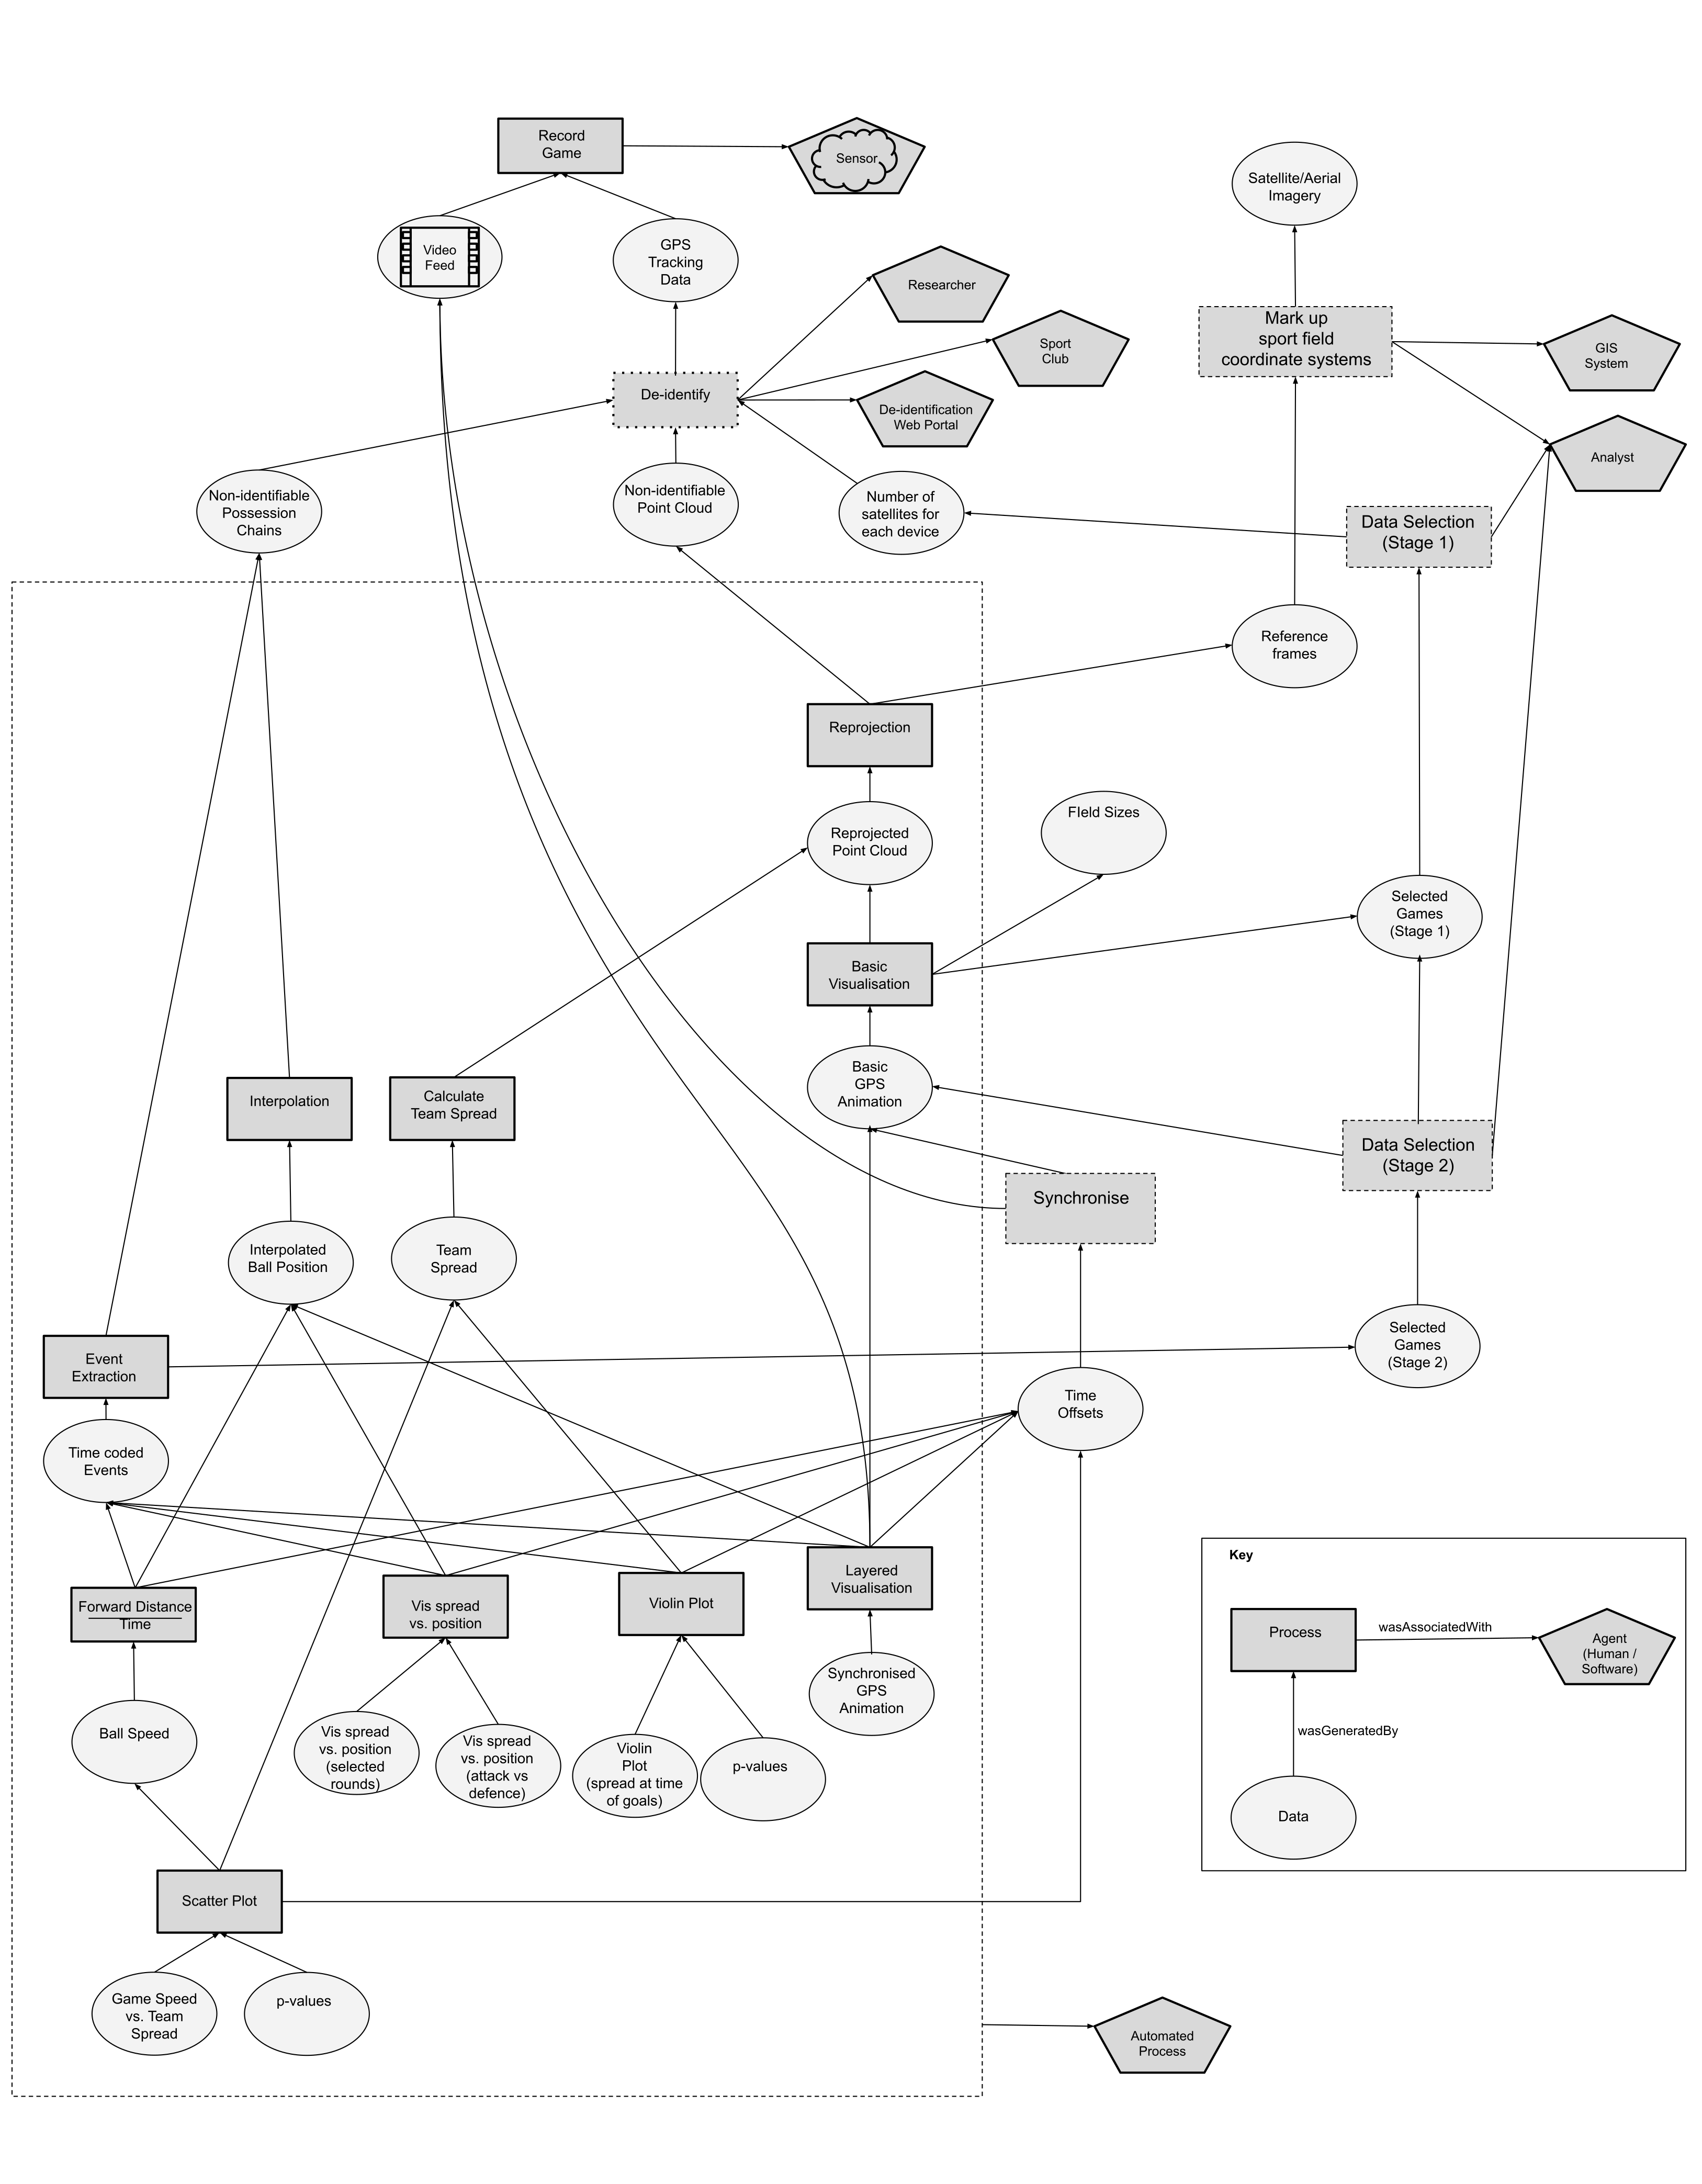 Record
Game
Sensor
Satellite/Aerial
Imagery
Video
Feed
GPS
Tracking
Data
Researcher
Sport
Club
Mark up
sport field
coordinate systems
GIS
System
De-identify
De-identification
Web Portal
Analyst
Non-identifiable
Possession
Chains
Non-identifiable
Point Cloud
Number of
satellites for
each device
Data Selection
(Stage 1)
Reference
frames
Reprojection
Reprojected
Point Cloud
FIeld Sizes
Selected
Games
(Stage 1)
Basic
Visualisation
Basic
GPS
Animation
Interpolation
Calculate
Team Spread
Data Selection
(Stage 2)
Synchronise
Interpolated
Ball Position
Team
Spread
Selected
Games
(Stage 2)
Event
Extraction
Time
Offsets
Time coded
Events
Forward Distance
Time
Vis spread
vs. position
Violin Plot
Layered
Visualisation
Synchronised
GPS
Animation
Ball Speed
Vis spread
vs. position
(selected
rounds)
Vis spread
vs. position
(attack vs
defence)
Violin
Plot
(spread at time
of goals)
p-values
Key
Process
wasAssociatedWith
Agent
(Human /
Software)
wasGeneratedBy
Data
Scatter Plot
Game Speed
vs. Team
Spread
p-values
Automated
Process